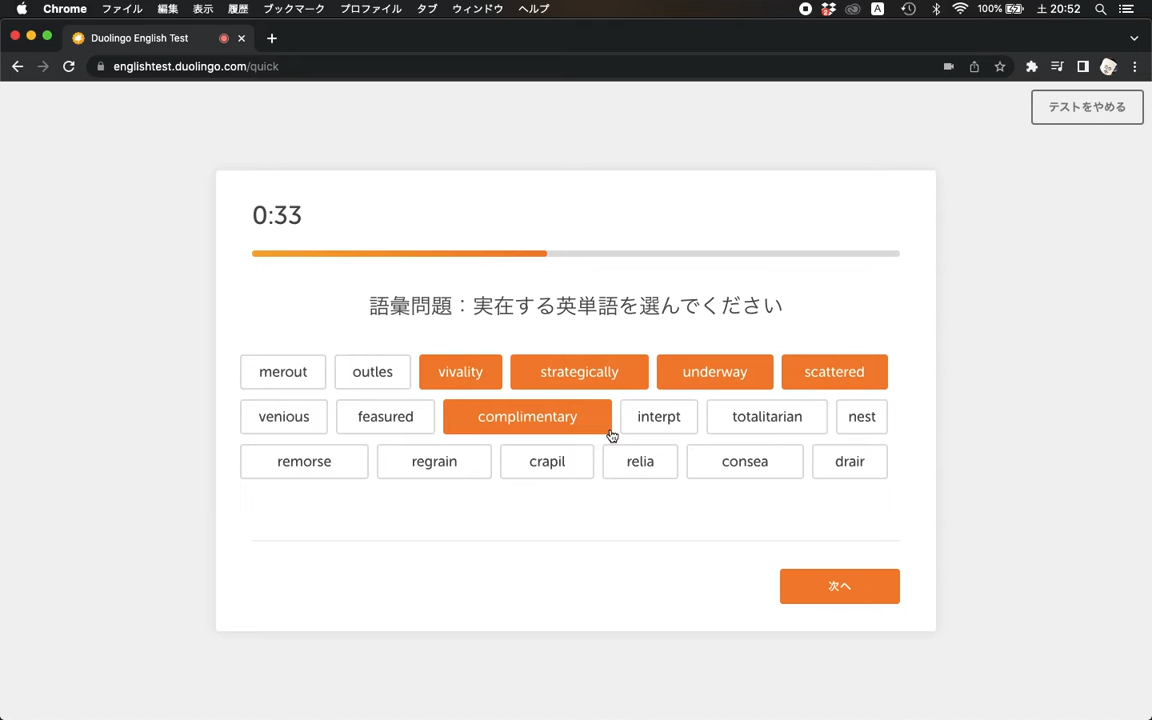 Chrome ファイル 編集 表示 履歴 ブックマーク プロファイル タブ ウィンドウ ヘルプ A 100% 土 20:52
Duolingo English Test
englishtest.duolingo.com/quick
テストをやめる
0:33
語彙問題：実在する英単語を選んでください
merout outles vivality strategically underway scattered
venious feasured complimentary interpt totalitarian nest
remorse regrain crapil relia consea drair
次へ